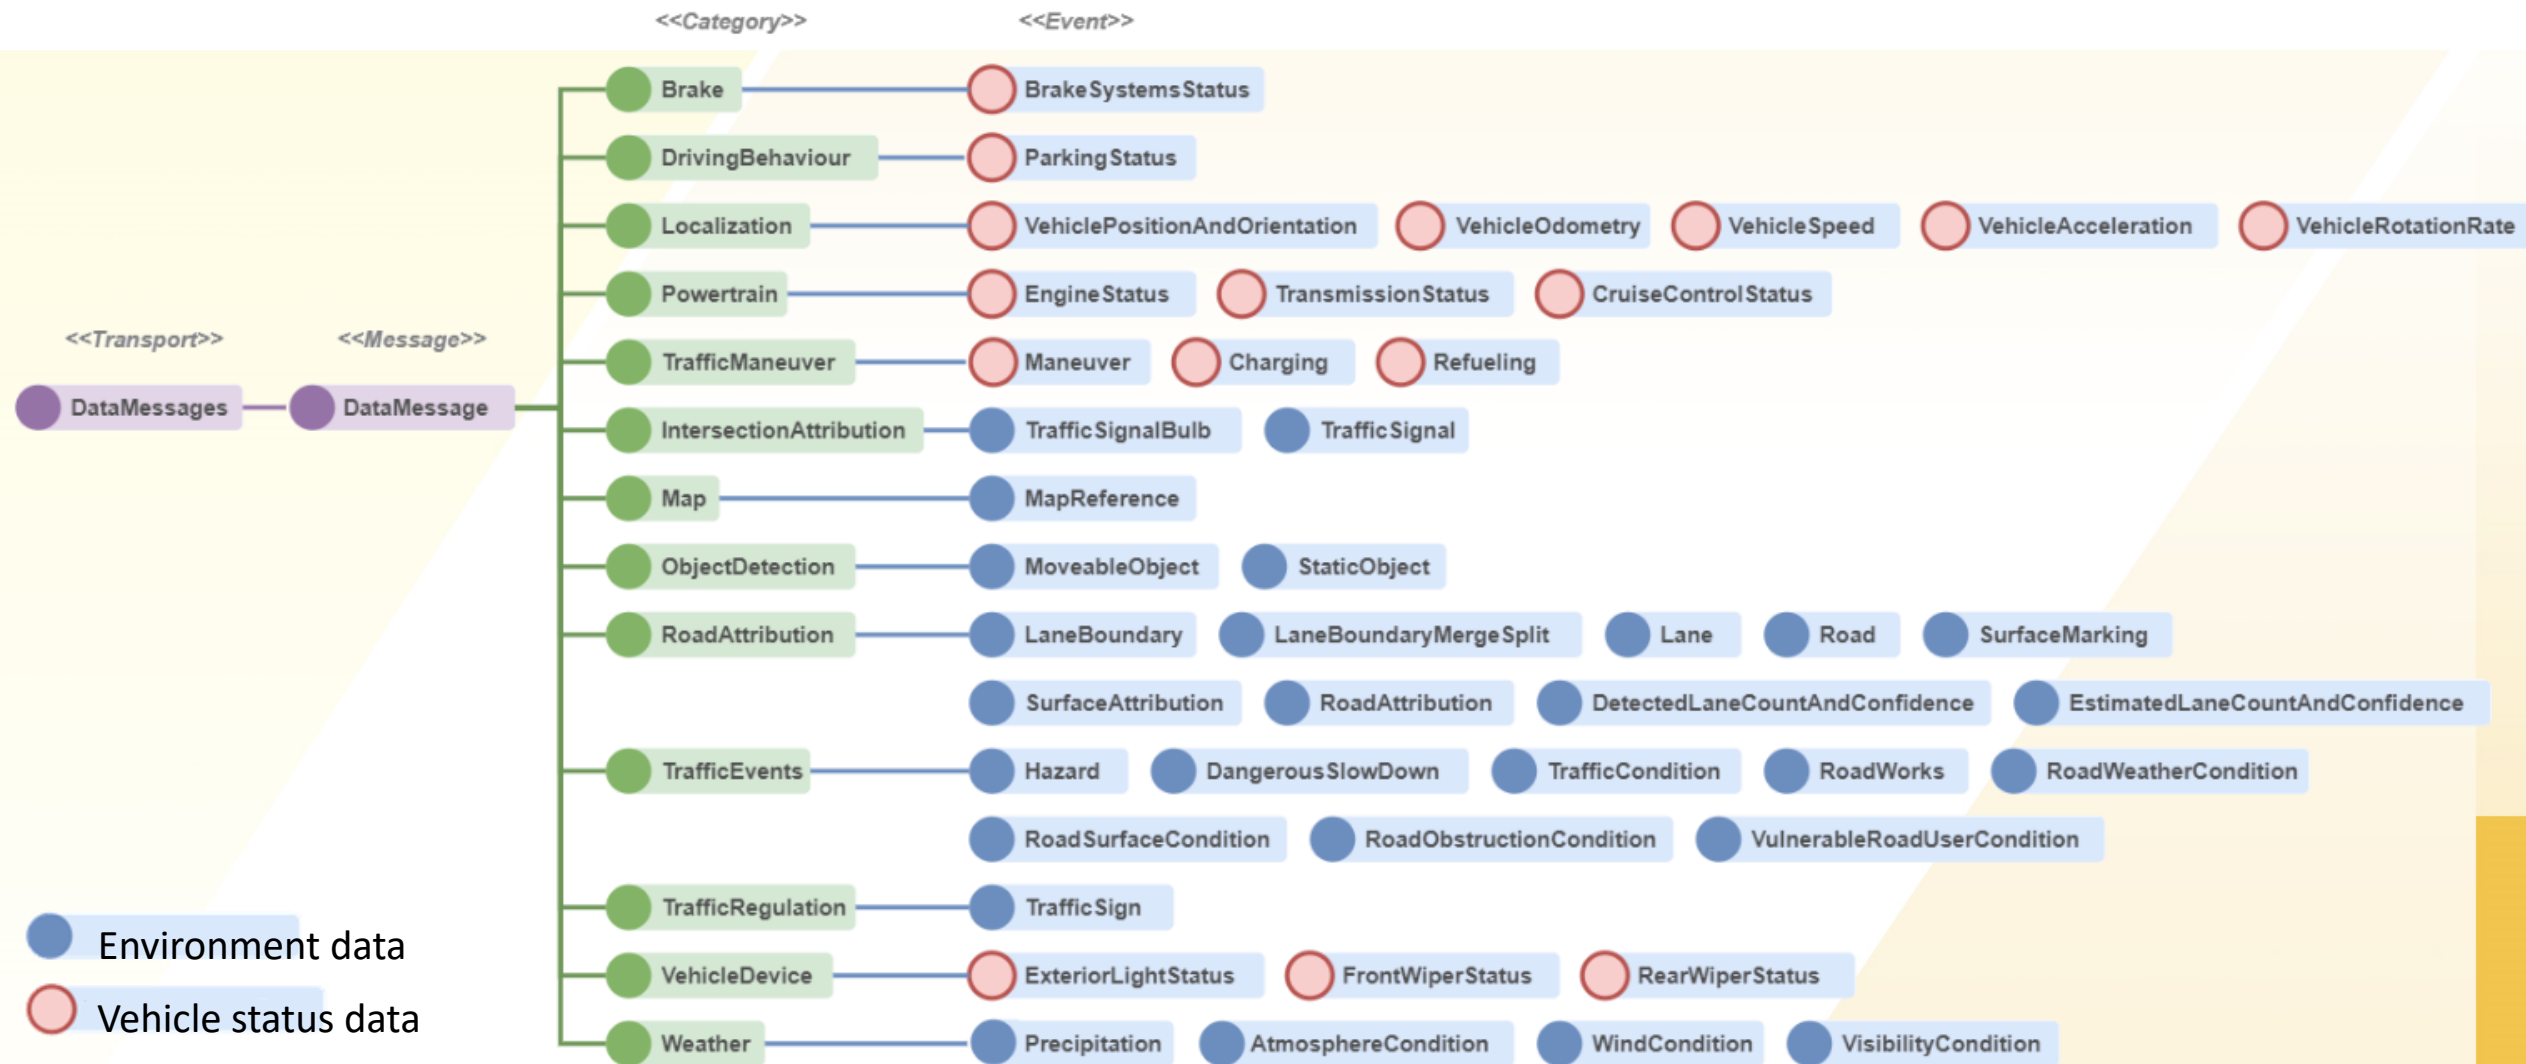 <<Category>> <<Event>>
Brake BrakeSystemsStatus
DrivingBehaviour ParkingStatus
Localization VehiclePositionAndOrientation VehicleOdometry VehicleSpeed VehicleAcceleration VehicleRotationRate
Powertrain EngineStatus TransmissionStatus CruiseControlStatus
<<Transport>> <<Message>>
TrafficManeuver Maneuver Charging Refueling
DataMessages DataMessage
IntersectionAttribution TrafficSignalBulb TrafficSignal
Map MapReference
ObjectDetection MoveableObject StaticObject
RoadAttribution LaneBoundary LaneBoundaryMergeSplit Lane Road SurfaceMarking
SurfaceAttribution RoadAttribution DetectedLaneCountAndConfidence EstimatedLaneCountAndConfidence
TrafficEvents Hazard DangerousSlowDown TrafficCondition RoadWorks RoadWeatherCondition
RoadSurfaceCondition RoadObstructionCondition VulnerableRoadUserCondition
TrafficRegulation TrafficSign
Environment data
VehicleDevice ExteriorLightStatus FrontWiperStatus RearWiperStatus
Vehicle status data
Weather Precipitation AtmosphereCondition WindCondition VisibilityCondition